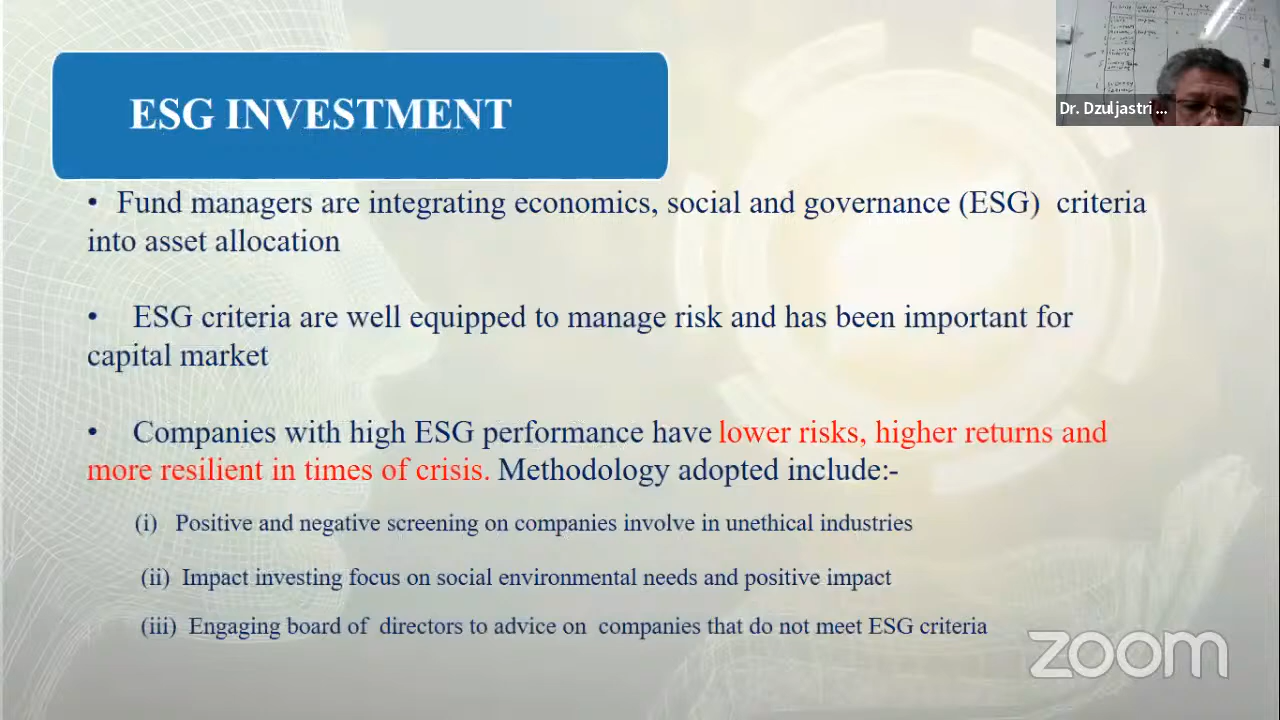 ESG INVESTMENT
Dr. Dzuljastri ...
• Fund managers are integrating economics, social and governance (ESG) criteria
into asset allocation
• ESG criteria are well equipped to manage risk and has been important for
capital market
• Companies with high ESG performance have lower risks, higher returns and
more resilient in times of crisis. Methodology adopted include:-
(i) Positive and negative screening on companies involve in unethical industries
(ii) Impact investing focus on social environmental needs and positive impact
(iii) Engaging board of directors to advice on companies that do not meet ESG criteria
zoom